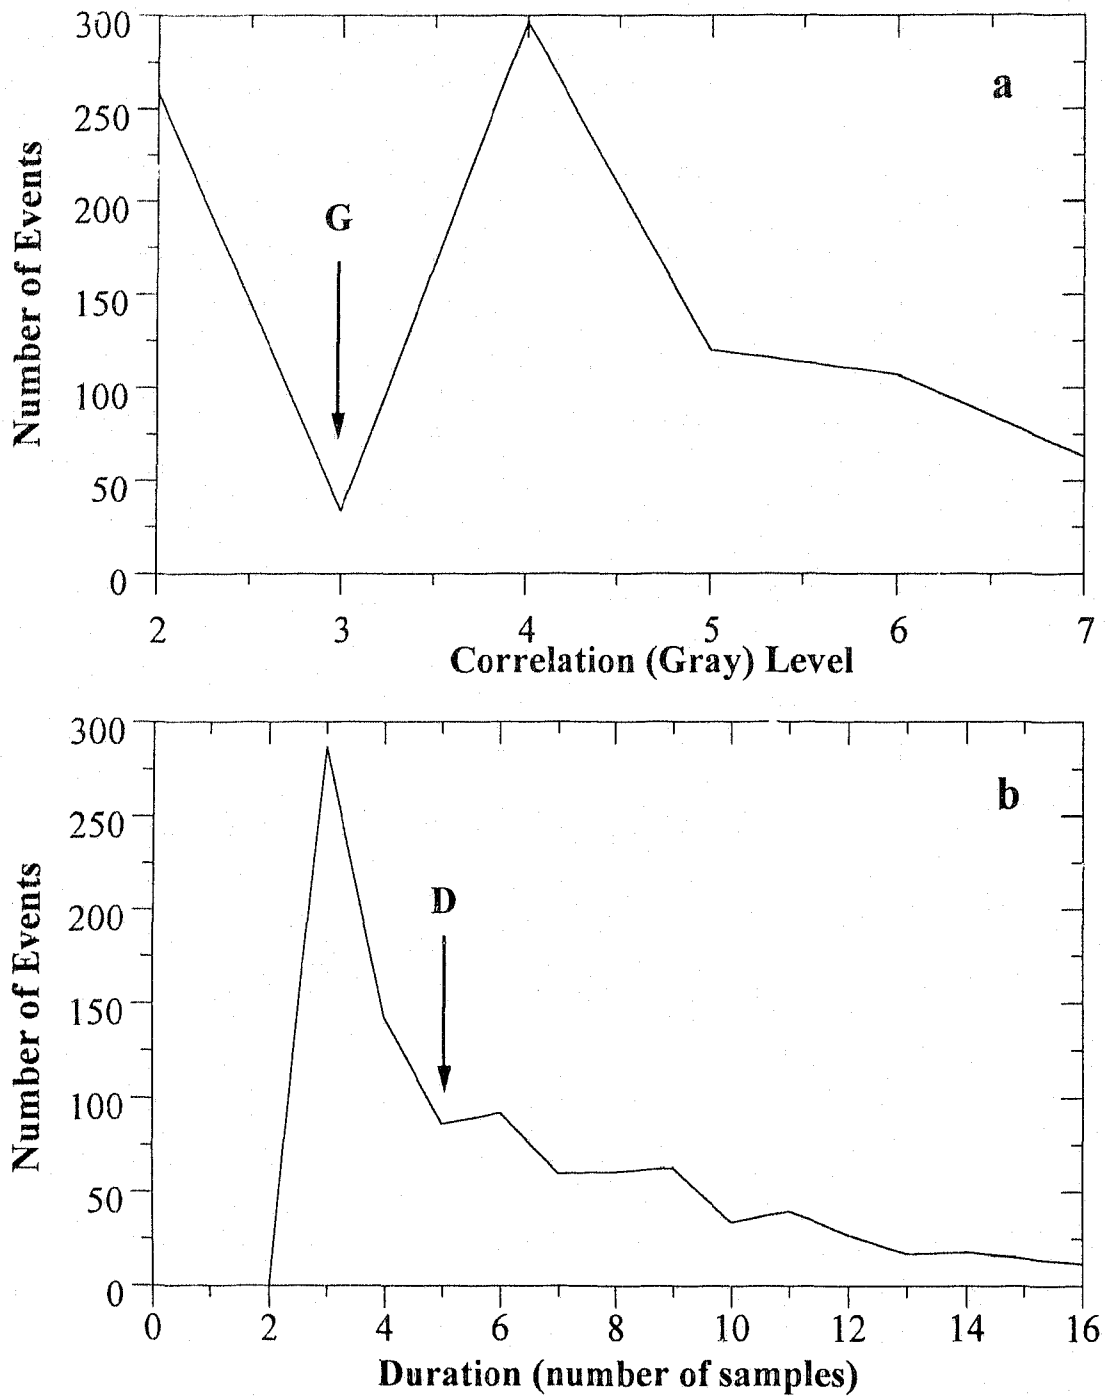 300
250
200
150
100
50
0
Number of Events
a
G
2 3 4 5 6 7
Correlation (Gray) Level
300
250
200
150
100
50
0
Number of Events
b
D
0 2 4 6 8 10 12 14 16
Duration (number of samples)